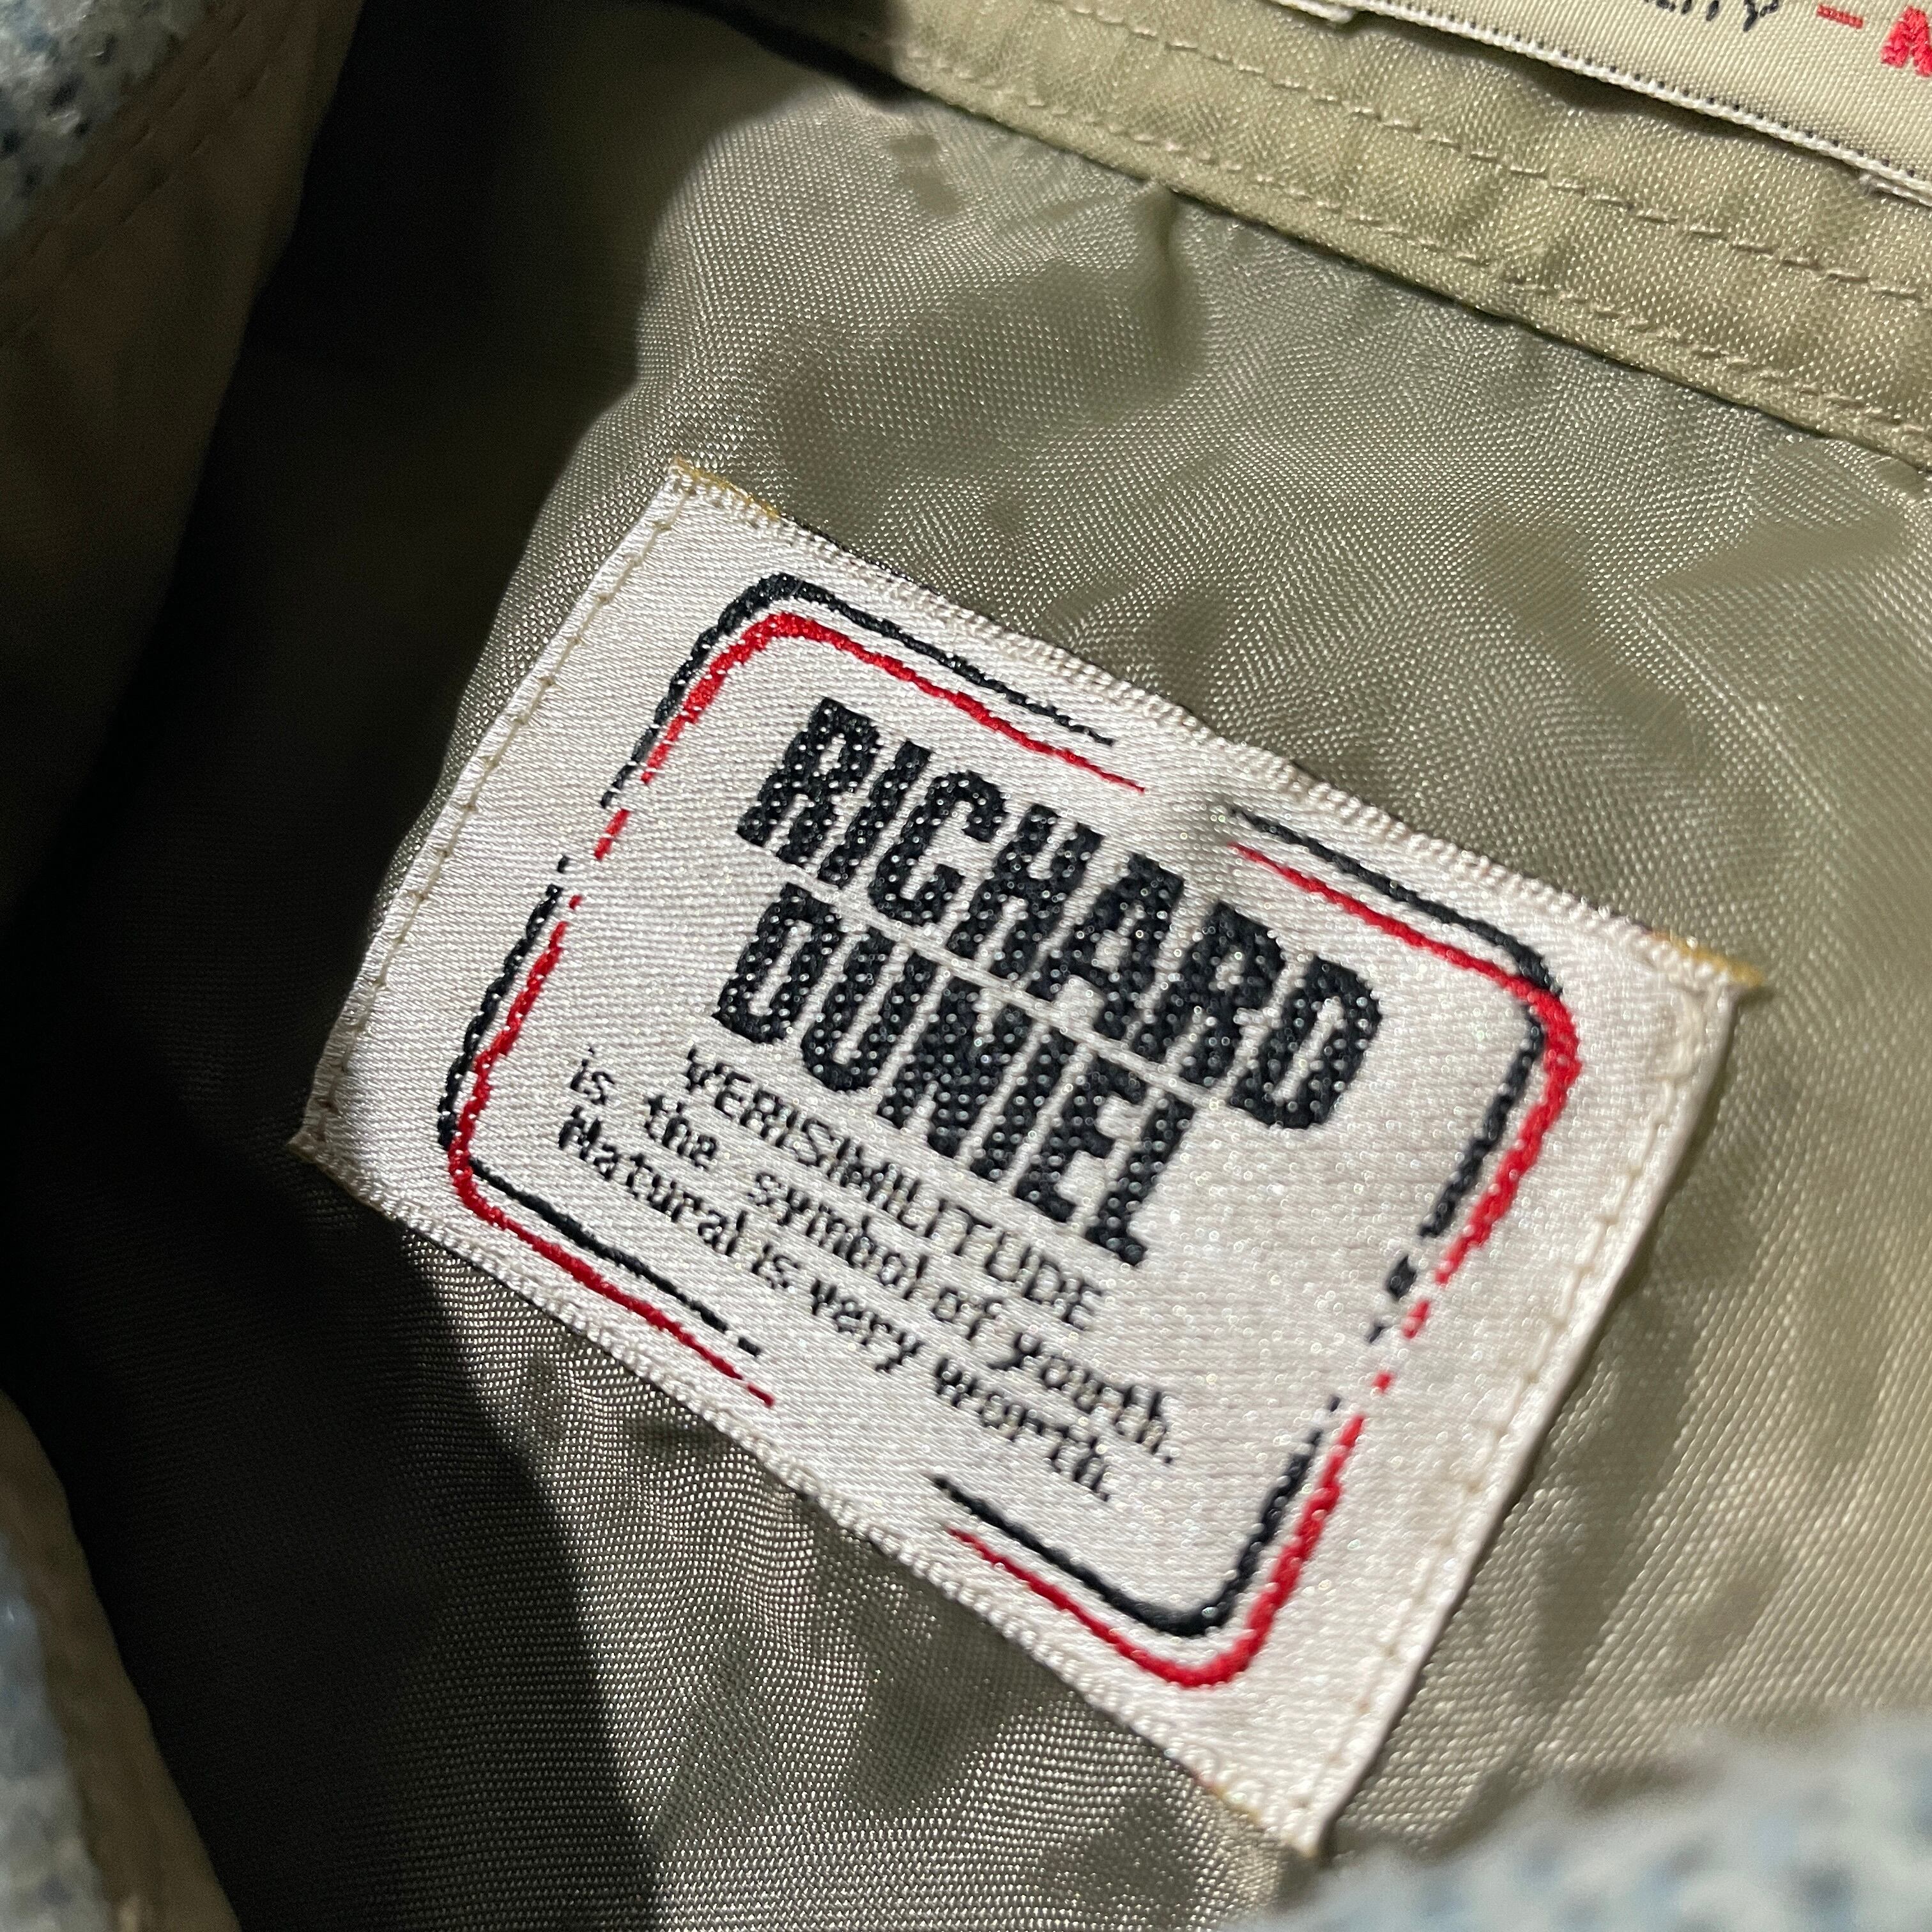 RICHARD
DUNIEL
VERISIMILITUDE
is the symbol of youth.
Natural is very worth.